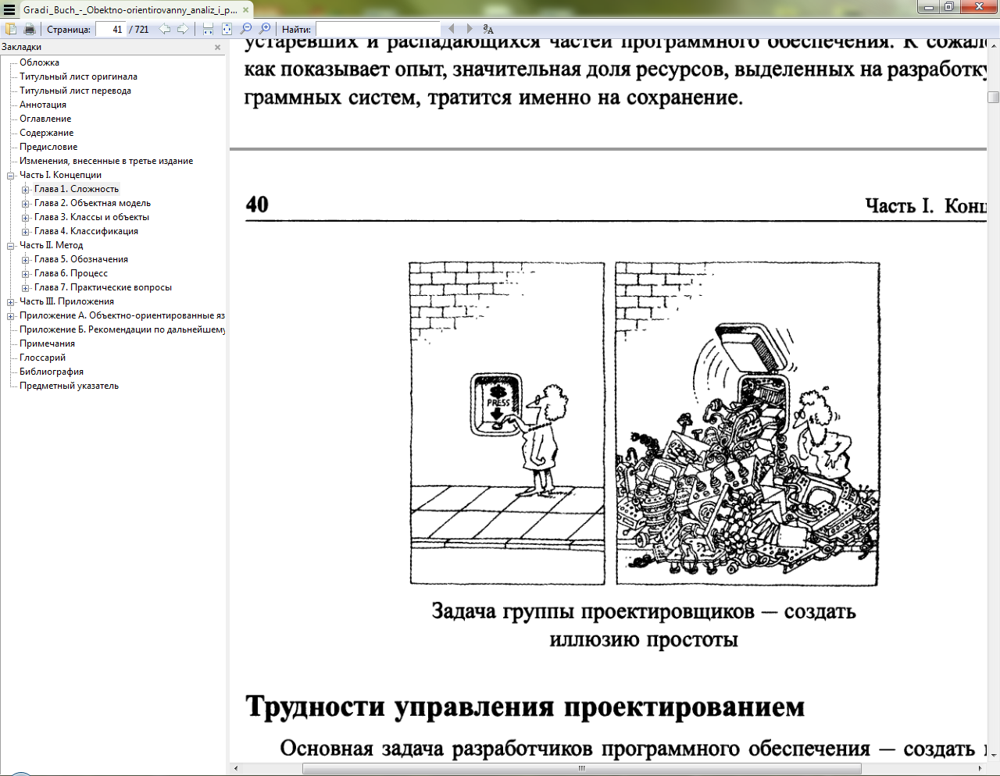 Gradi_Buch_-_Obektno-orientirovanny_analiz_i_p...
Страница: 41 / 721 Найти:
Закладки
Обложка
Титульный лист оригинала
Титульный лист перевода
Аннотация
Оглавление
Содержание
Предисловие
Изменения, внесенные в третье издание
Часть I. Концепции
Глава 1. Сложность
Глава 2. Объектная модель
Глава 3. Классы и объекты
Глава 4. Классификация
Часть II. Метод
Глава 5. Обозначения
Глава 6. Процесс
Глава 7. Практические вопросы
Часть III. Приложения
Приложение А. Объектно-ориентированные яз
Приложение Б. Рекомендации по дальнейшему
Примечания
Глоссарий
Библиография
Предметный указатель
устаревших и распадающихся частей программного обеспечения. К сожал
как показывает опыт, значительная доля ресурсов, выделенных на разработку
граммных систем, тратится именно на сохранение.
40 Часть I. Конц
PRESS
Задача группы проектировщиков — создать
иллюзию простоты
Трудности управления проектированием
Основная задача разработчиков программного обеспечения — создать